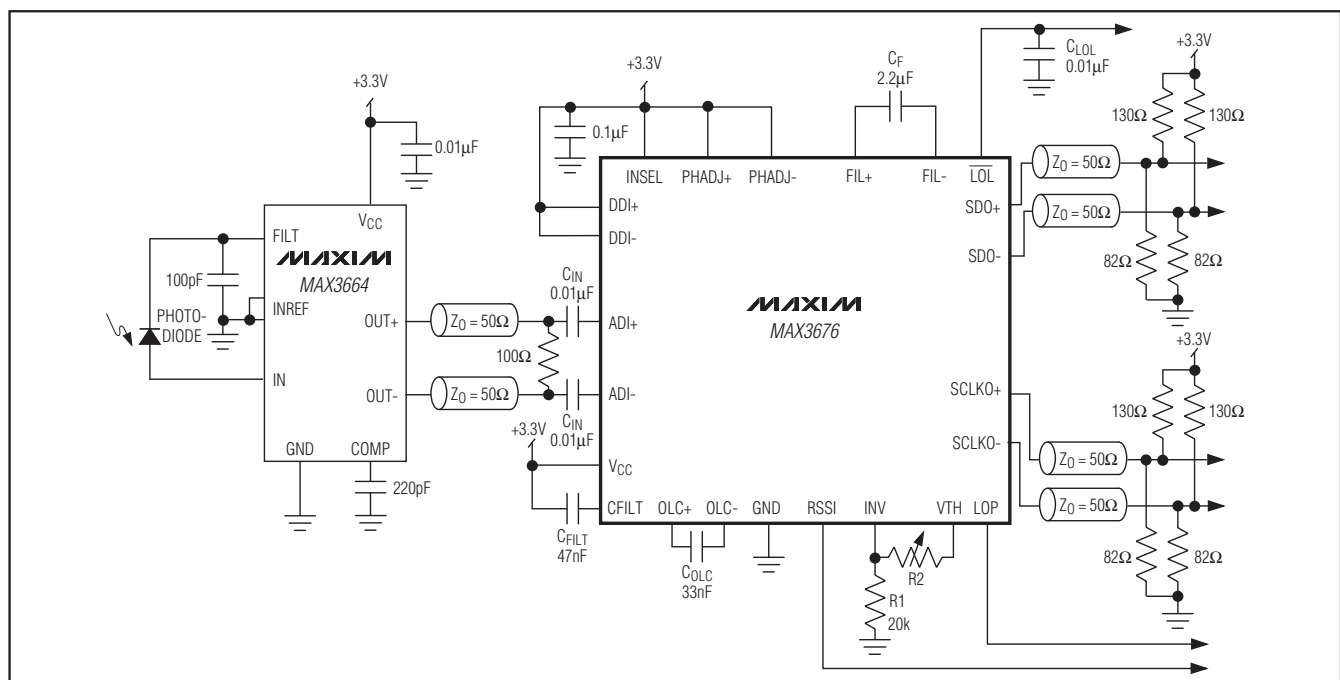 +3.3V
0.01µF
VCC
FILT
MAXIM
MAX3664
100pF
INREF
PHOTO-
DIODE
IN
OUT+
OUT-
GND
COMP
220pF
Z0 = 50Ω
Z0 = 50Ω
100Ω
CIN
0.01µF
CIN
0.01µF
+3.3V
0.1µF
CF
2.2µF
CLOL
0.01µF
INSEL
PHADJ+
PHADJ-
FIL+
FIL-
LOL
DDI+
DDI-
ADI+
ADI-
MAXIM
MAX3676
+3.3V
VCC
CFILT
CFILT
47nF
OLC+
OLC-
COLC
33nF
GND
RSSI
INV
VTH
LOP
R2
R1
20k
SDO+
SDO-
SCLKO+
SCLKO-
+3.3V
130Ω
130Ω
Z0 = 50Ω
Z0 = 50Ω
82Ω
82Ω
+3.3V
130Ω
130Ω
Z0 = 50Ω
Z0 = 50Ω
82Ω
82Ω